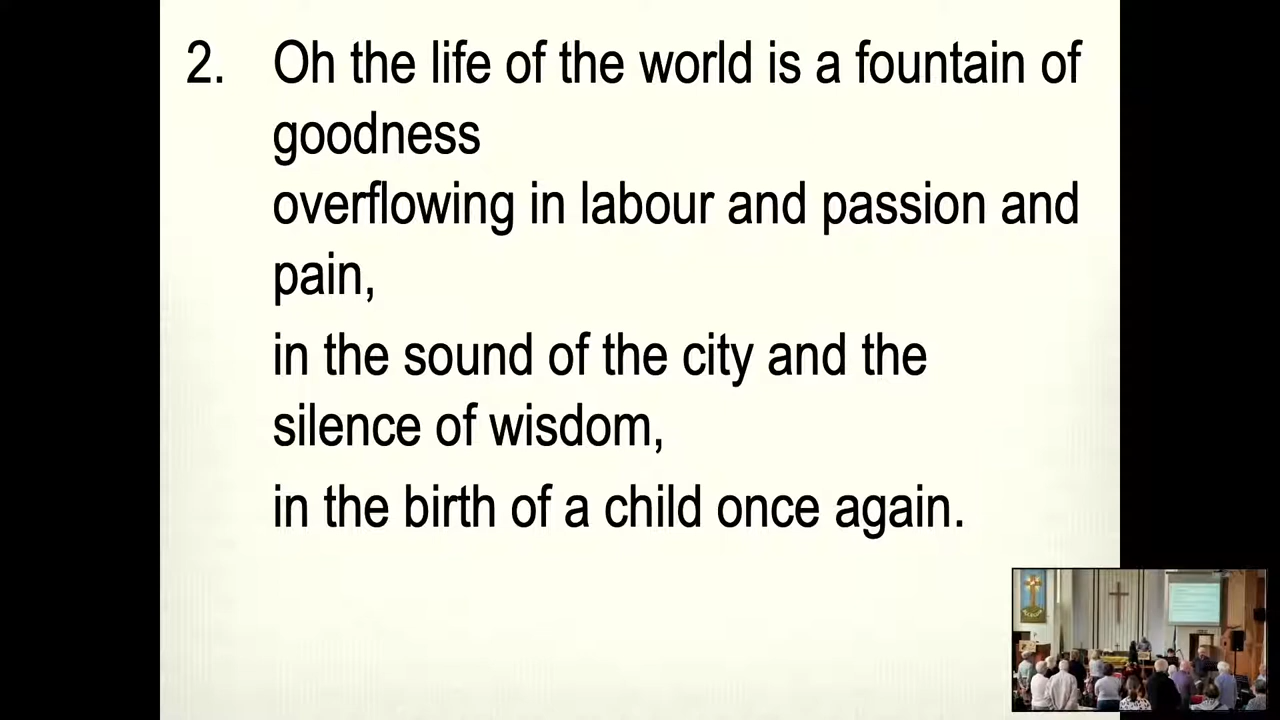 2. Oh the life of the world is a fountain of
goodness
overflowing in labour and passion and
pain,
in the sound of the city and the
silence of wisdom,
in the birth of a child once again.